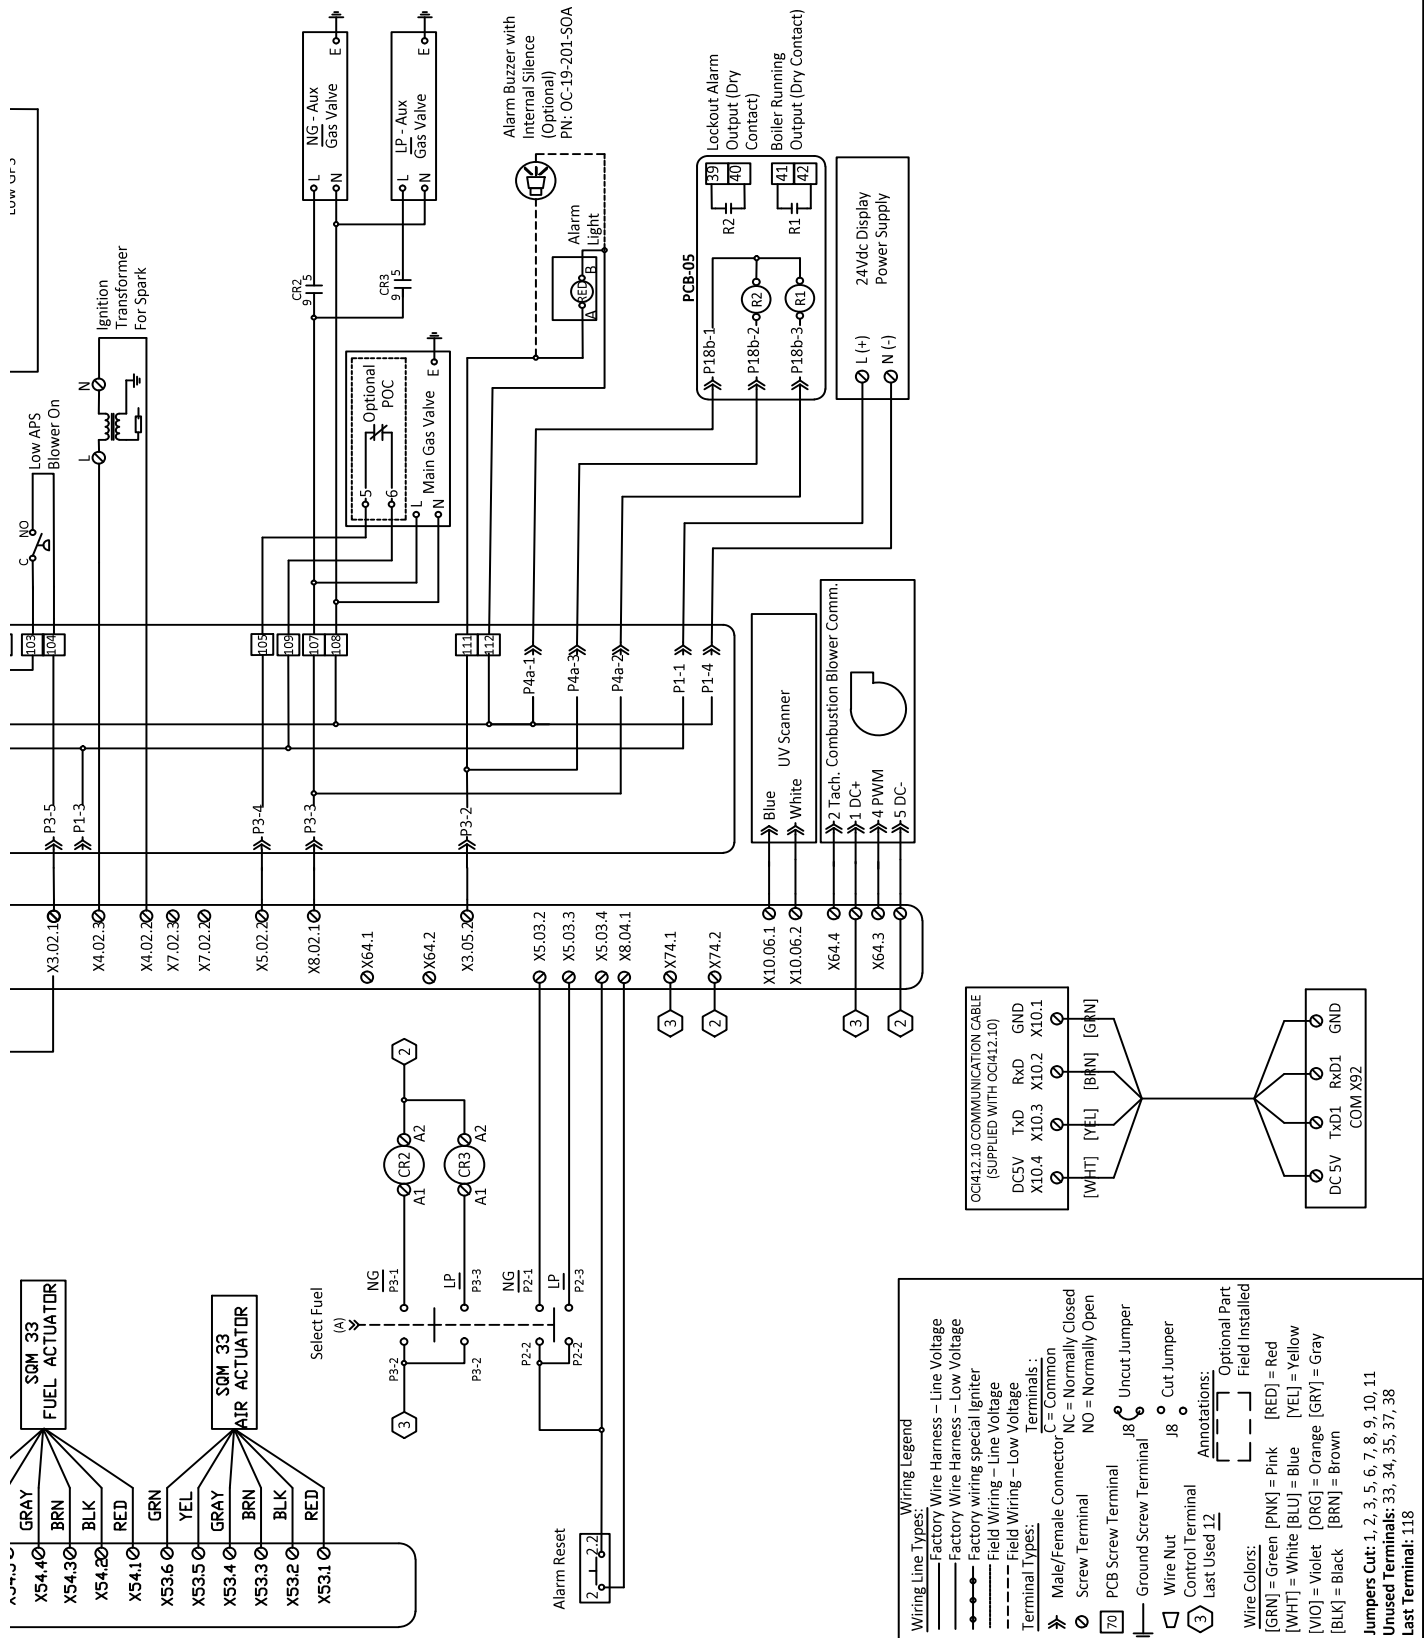 Low GPS
E
NG - Aux
Gas Valve
L
N
E
LP - Aux
Gas Valve
L
N
Alarm Buzzer with
Internal Silence
(Optional)
PN: OC-19-201-SOA
Ignition
Transformer
For Spark
N
L
Low APS
Blower On
NO
C
CR2
9
5
CR3
9
5
Alarm
Light
RED
A
B
Optional
POC
5
6
Main Gas Valve
E
L
N
Lockout Alarm
Output (Dry
Contact)
Boiler Running
Output (Dry Contact)
39
40
41
42
R2
R1
PCB-05
R2
R1
P18b-1
P18b-2
P18b-3
24Vdc Display
Power Supply
L (+)
N (-)
103
104
105
109
107
108
111
112
P4a-1
P4a-3
P4a-2
P1-1
P1-4
P3-5
P1-3
P3-4
P3-3
P3-2
UV Scanner
Blue
White
Combustion Blower Comm.
2 Tach.
1 DC+
4 PWM
5 DC-
X3.02.1
X4.02.3
X4.02.2
X7.02.3
X7.02.2
X5.02.2
X8.02.1
X64.1
X64.2
X3.05.2
X5.03.2
X5.03.3
X5.03.4
X8.04.1
X74.1
X74.2
X10.06.1
X10.06.2
X64.4
X64.3
3
2
3
2
2
CR2
A1
A2
CR3
A1
A2
Select Fuel
(A)
NG
P3-1
LP
P3-3
NG
P2-1
LP
P2-3
P3-2
P3-2
P2-2
P2-2
3
OCI412.10 COMMUNICATION CABLE
(SUPPLIED WITH OCI412.10)
DC5V TxD RxD GND
X10.4 X10.3 X10.2 X10.1
[WHT] [YEL] [BRN] [GRN]
DC 5V TxD1 RxD1 GND
COM X92
SQM 33
FUEL ACTUATOR
SQM 33
AIR ACTUATOR
GRAY
BRN
BLK
RED
GRN
YEL
GRAY
BRN
BLK
RED
X54.4
X54.3
X54.2
X54.1
X53.6
X53.5
X53.4
X53.3
X53.2
X53.1
Alarm Reset
2
2.2
Wiring Legend
Wiring Line Types:
Factory Wire Harness – Line Voltage
Factory Wire Harness – Low Voltage
Factory wiring special Igniter
Field Wiring – Line Voltage
Field Wiring – Low Voltage
Terminal Types:
Male/Female Connector
Screw Terminal
70
PCB Screw Terminal
Ground Screw Terminal
Wire Nut
3
Control Terminal
Last Used 12
Terminals :
C = Common
NC = Normally Closed
NO = Normally Open
J8
Uncut Jumper
J8
Cut Jumper
Annotations:
Optional Part
Field Installed
Wire Colors:
[GRN] = Green [PNK] = Pink [RED] = Red
[WHT] = White [BLU] = Blue [YEL] = Yellow
[VIO] = Violet [ORG] = Orange [GRY] = Gray
[BLK] = Black [BRN] = Brown
Jumpers Cut: 1, 2, 3, 5, 6, 7, 8, 9, 10, 11
Unused Terminals: 33, 34, 35, 37, 38
Last Terminal: 118